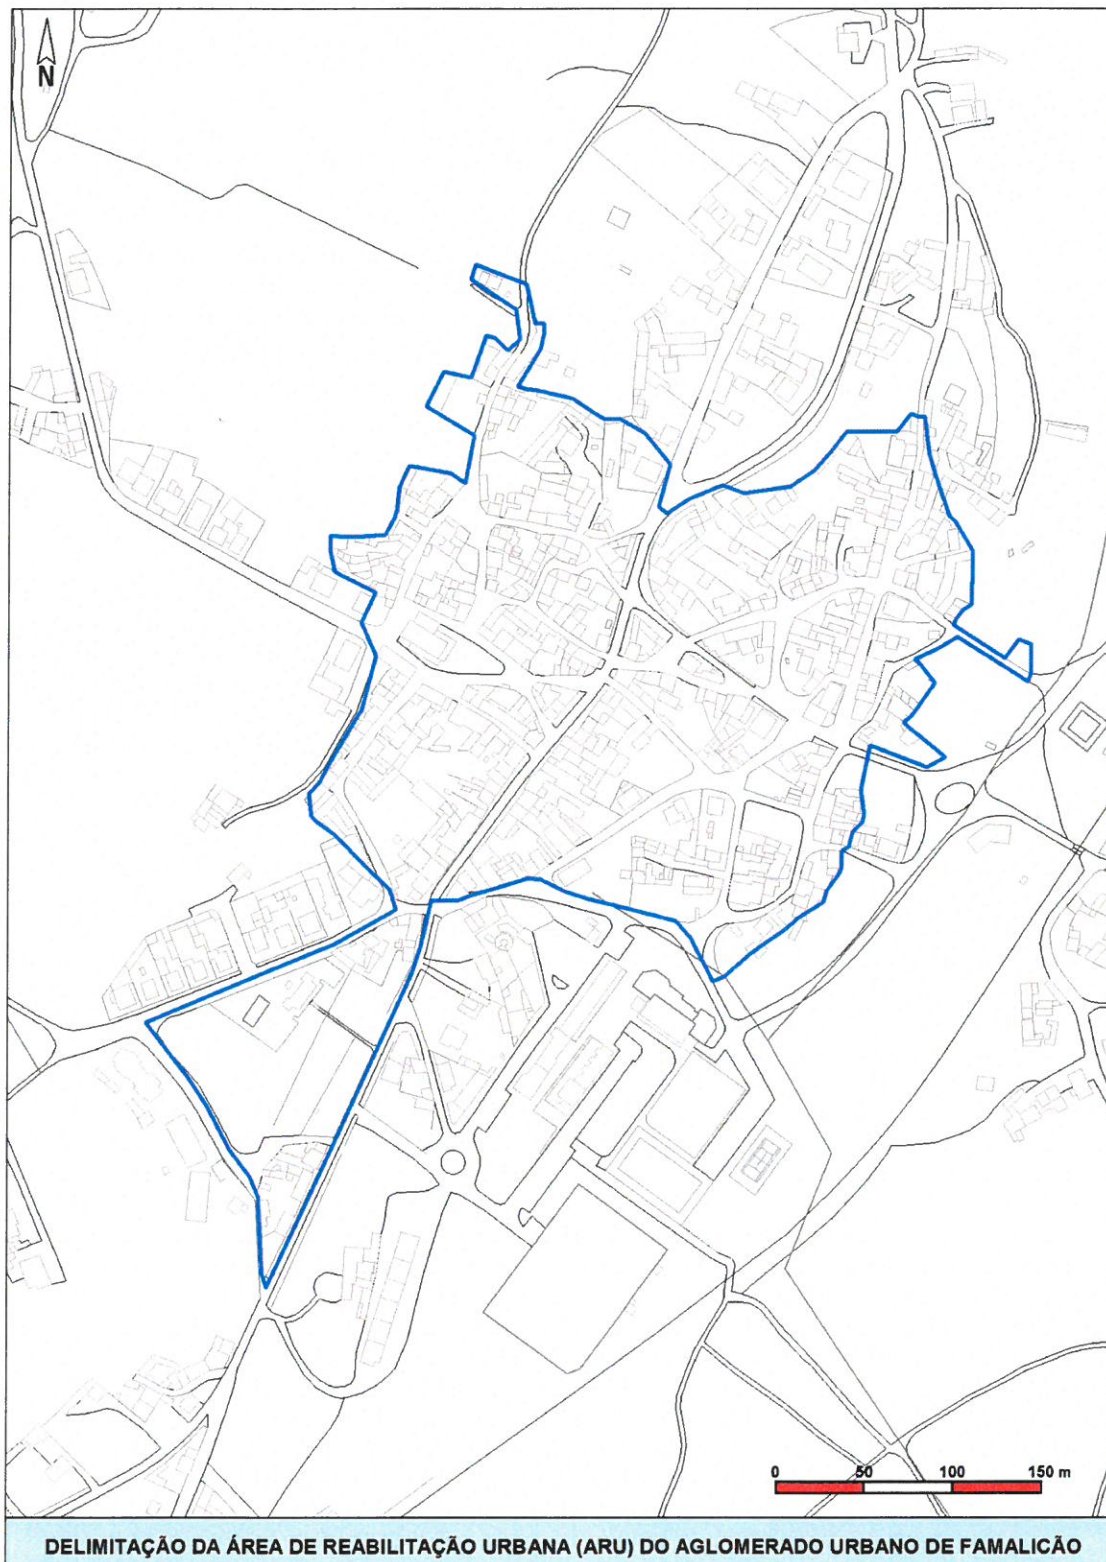 N
0 50 100 150 m
DELIMITAÇÃO DA ÁREA DE REABILITAÇÃO URBANA (ARU) DO AGLOMERADO URBANO DE FAMALICÃO